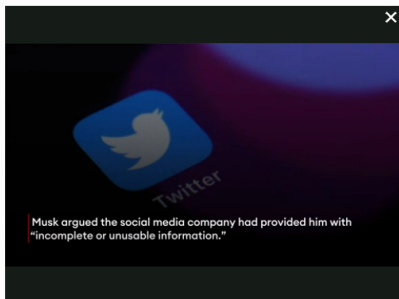 Twitter
Musk argued the social media company had provided him with
“incomplete or unusable information.”